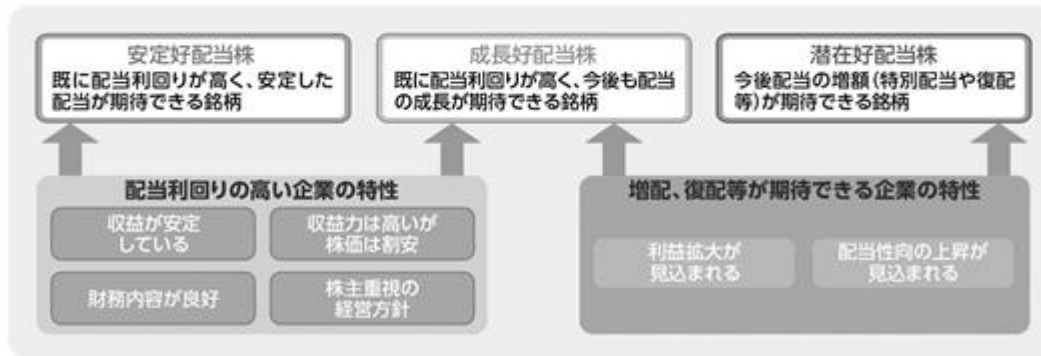 安定好配当株
既に配当利回りが高く、安定した
配当が期待できる銘柄
成長好配当株
既に配当利回りが高く、今後も配当
の成長が期待できる銘柄
潜在好配当株
今後配当の増額(特別配当や復配
等)が期待できる銘柄
配当利回りの高い企業の特性
収益が安定
している
収益力は高いが
株価は割安
財務内容が良好
株主重視の
経営方針
増配、復配等が期待できる企業の特性
利益拡大が
見込まれる
配当性向の上昇が
見込まれる